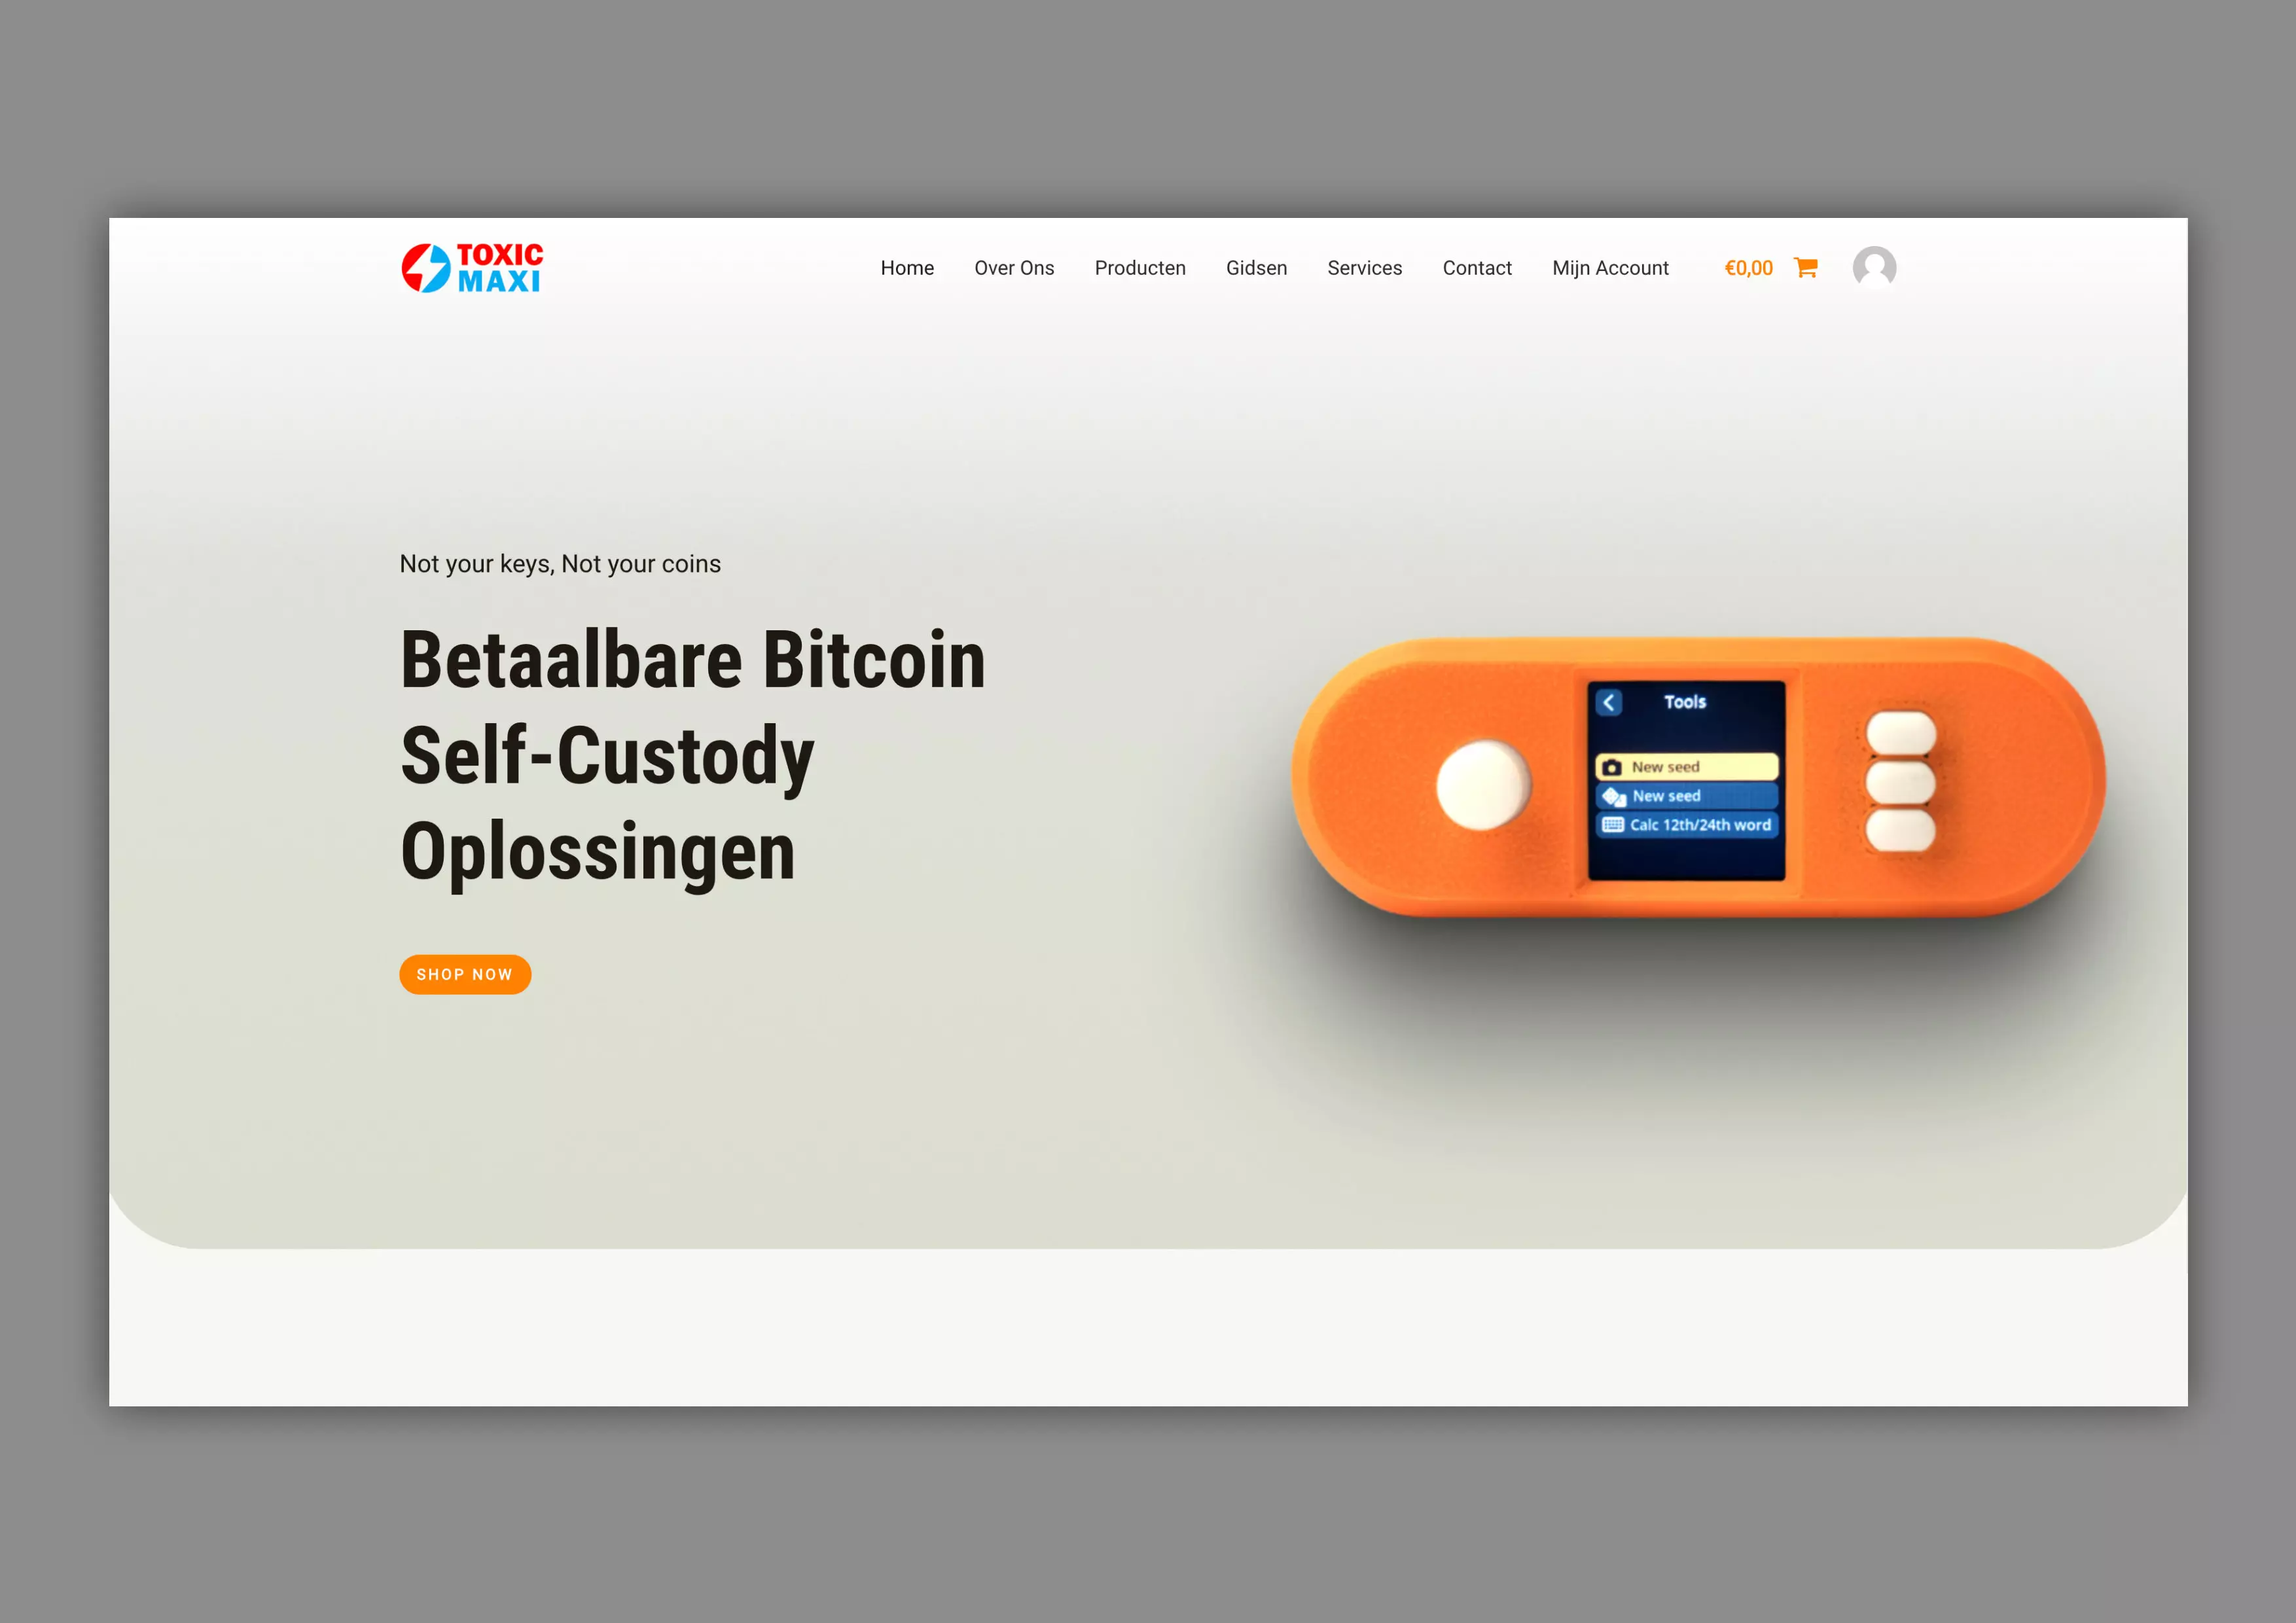 TOXIC
MAXI
Home Over Ons Producten Gidsen Services Contact Mijn Account €0,00
Not your keys, Not your coins
Betaalbare Bitcoin
Self-Custody
Oplossingen
SHOP NOW
Tools
New seed
New seed
Calc 12th/24th word